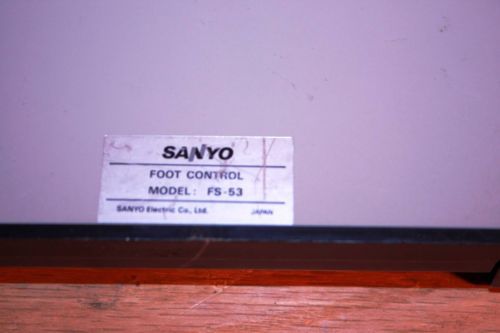 SANYO
FOOT CONTROL
MODEL: FS-53
SANYO Electric Co., Ltd. JAPAN